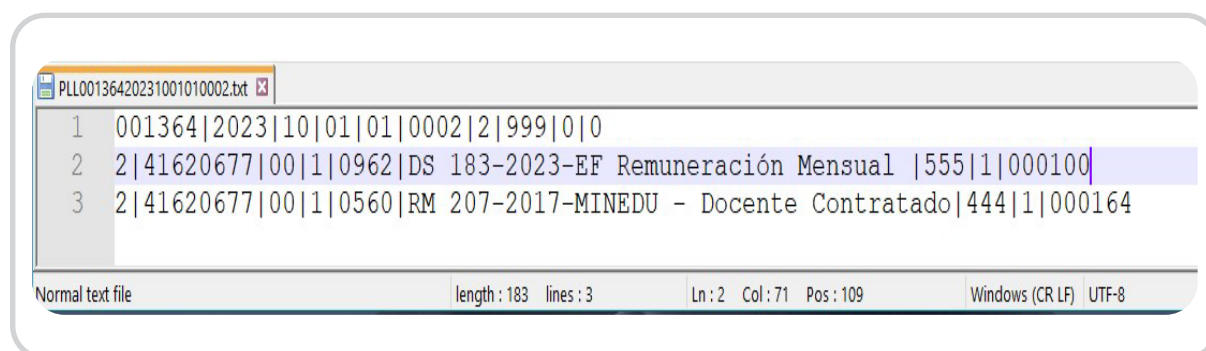 PLL00136420231001010002.txt
1 001364|2023|10|01|01|0002|2|999|0|0
2 2|41620677|00|1|0962|DS 183-2023-EF Remuneración Mensual |555|1|000100
3 2|41620677|00|1|0560|RM 207-2017-MINEDU - Docente Contratado|444|1|000164
Normal text file length : 183 lines : 3 Ln : 2 Col : 71 Pos : 109 Windows (CR LF) UTF-8